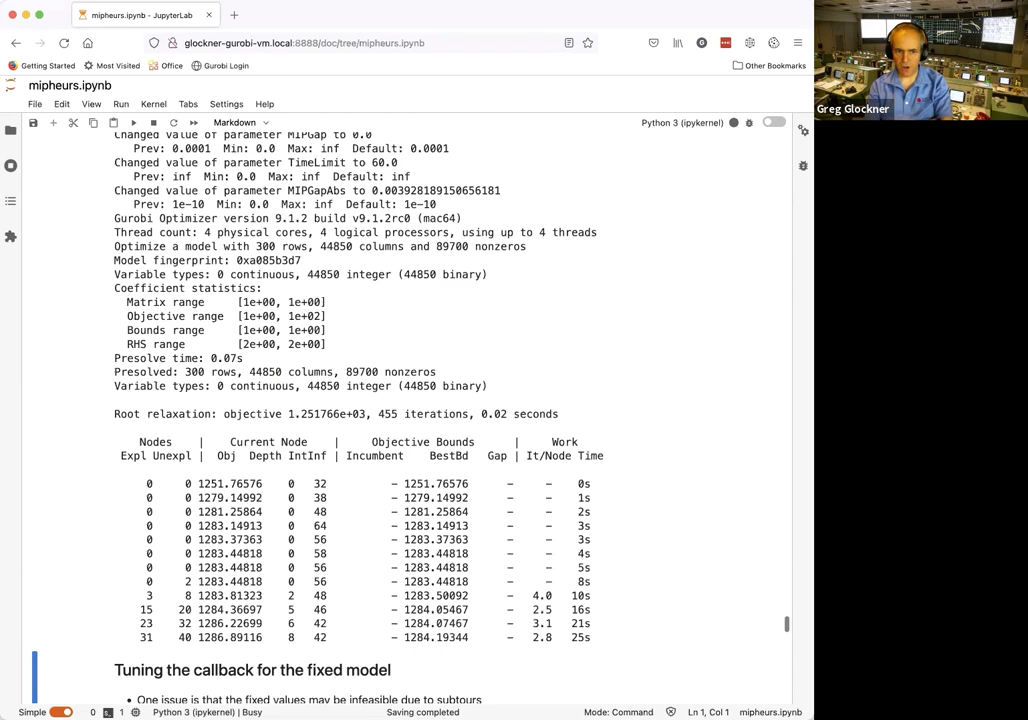 mipheurs.ipynb - JupyterLab
glockner-gurobi-vm.local:8888/doc/tree/mipheurs.ipynb
Getting Started Most Visited Office Gurobi Login Other Bookmarks
mipheurs.ipynb
File Edit View Run Kernel Tabs Settings Help
Markdown Python 3 (ipykernel)
Changed value of parameter MIPGap to 0.0
Prev: 0.0001 Min: 0.0 Max: inf Default: 0.0001
Changed value of parameter TimeLimit to 60.0
Prev: inf Min: 0.0 Max: inf Default: inf
Changed value of parameter MIPGapAbs to 0.003928189150656181
Prev: 1e-10 Min: 0.0 Max: inf Default: 1e-10
Gurobi Optimizer version 9.1.2 build v9.1.2rc0 (mac64)
Thread count: 4 physical cores, 4 logical processors, using up to 4 threads
Optimize a model with 300 rows, 44850 columns and 89700 nonzeros
Model fingerprint: 0xa085b3d7
Variable types: 0 continuous, 44850 integer (44850 binary)
Coefficient statistics:
Matrix range [1e+00, 1e+00]
Objective range [1e+00, 1e+02]
Bounds range [1e+00, 1e+00]
RHS range [2e+00, 2e+00]
Presolve time: 0.07s
Presolved: 300 rows, 44850 columns, 89700 nonzeros
Variable types: 0 continuous, 44850 integer (44850 binary)
Root relaxation: objective 1.251766e+03, 455 iterations, 0.02 seconds
Nodes | Current Node | Objective Bounds | Work
Expl Unexpl | Obj Depth IntInf | Incumbent BestBd Gap | It/Node Time
0 0 1251.76576 0 32 - 1251.76576 - - 0s
0 0 1279.14992 0 38 - 1279.14992 - - 1s
0 0 1281.25864 0 48 - 1281.25864 - - 2s
0 0 1283.14913 0 64 - 1283.14913 - - 3s
0 0 1283.37363 0 56 - 1283.37363 - - 3s
0 0 1283.44818 0 58 - 1283.44818 - - 4s
0 0 1283.44818 0 56 - 1283.44818 - - 5s
0 2 1283.44818 0 56 - 1283.44818 - - 8s
3 8 1283.81323 2 48 - 1283.50092 - 4.0 10s
15 20 1284.36697 5 46 - 1284.05467 - 2.5 16s
23 32 1286.22699 6 42 - 1284.07467 - 3.1 21s
31 40 1286.89116 8 42 - 1284.19344 - 2.8 25s
Tuning the callback for the fixed model
• One issue is that the fixed values may be infeasible due to subtours
Simple 0 1 Python 3 (ipykernel) | Busy Saving completed Mode: Command Ln 1, Col 1 mipheurs.ipynb
Greg Glockner